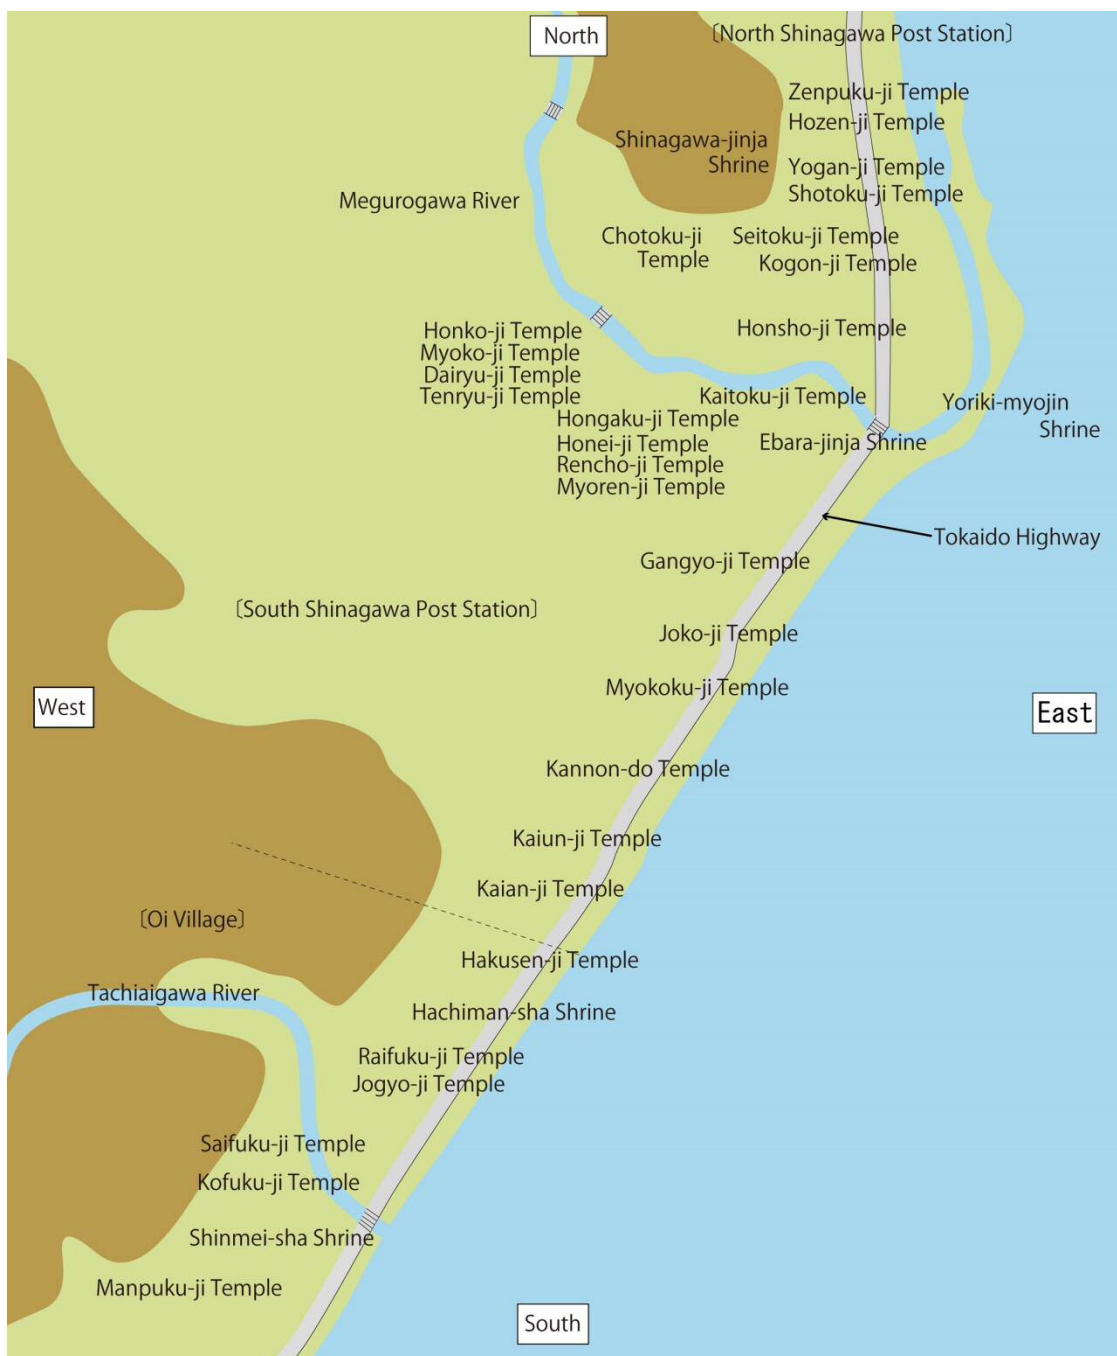 North
〔North Shinagawa Post Station〕
Zenpuku-ji Temple
Hozen-ji Temple
Shinagawa-jinja
Shrine
Yogan-ji Temple
Shotoku-ji Temple
Megurogawa River
Chotoku-ji
Temple
Seitoku-ji Temple
Kogon-ji Temple
Honko-ji Temple
Myoko-ji Temple
Dairyu-ji Temple
Tenryu-ji Temple
Honsho-ji Temple
Kaitoku-ji Temple
Yoriki-myojin
Shrine
Hongaku-ji Temple
Honei-ji Temple
Rencho-ji Temple
Myoren-ji Temple
Ebara-jinja Shrine
Tokaido Highway
Gangyo-ji Temple
〔South Shinagawa Post Station〕
Joko-ji Temple
Myokoku-ji Temple
West
East
Kannon-do Temple
Kaiun-ji Temple
Kaian-ji Temple
〔Oi Village〕
Hakusen-ji Temple
Tachiaigawa River
Hachiman-sha Shrine
Raifuku-ji Temple
Jogyo-ji Temple
Saifuku-ji Temple
Kofuku-ji Temple
Shinmei-sha Shrine
Manpuku-ji Temple
South